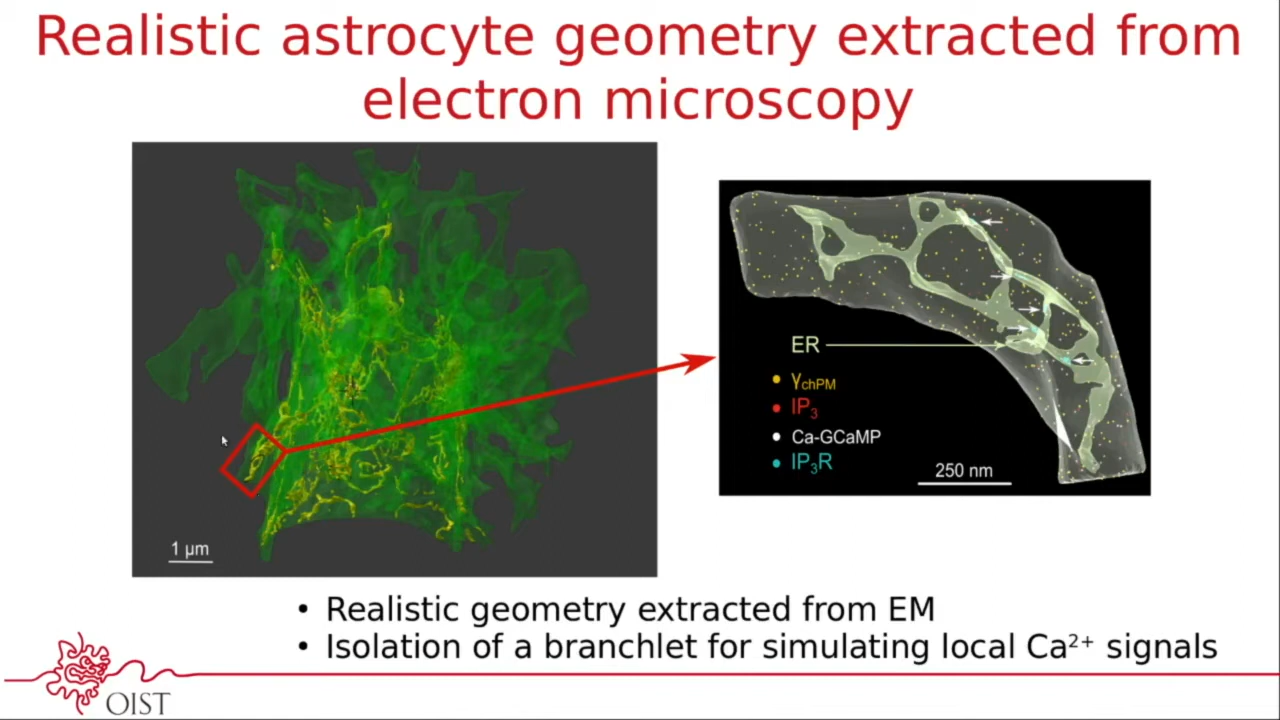 Realistic astrocyte geometry extracted from
electron microscopy
1 μm
ER
γchPM
IP₃
Ca-GCaMP
IP₃R
250 nm
• Realistic geometry extracted from EM
• Isolation of a branchlet for simulating local Ca²⁺ signals
OIST